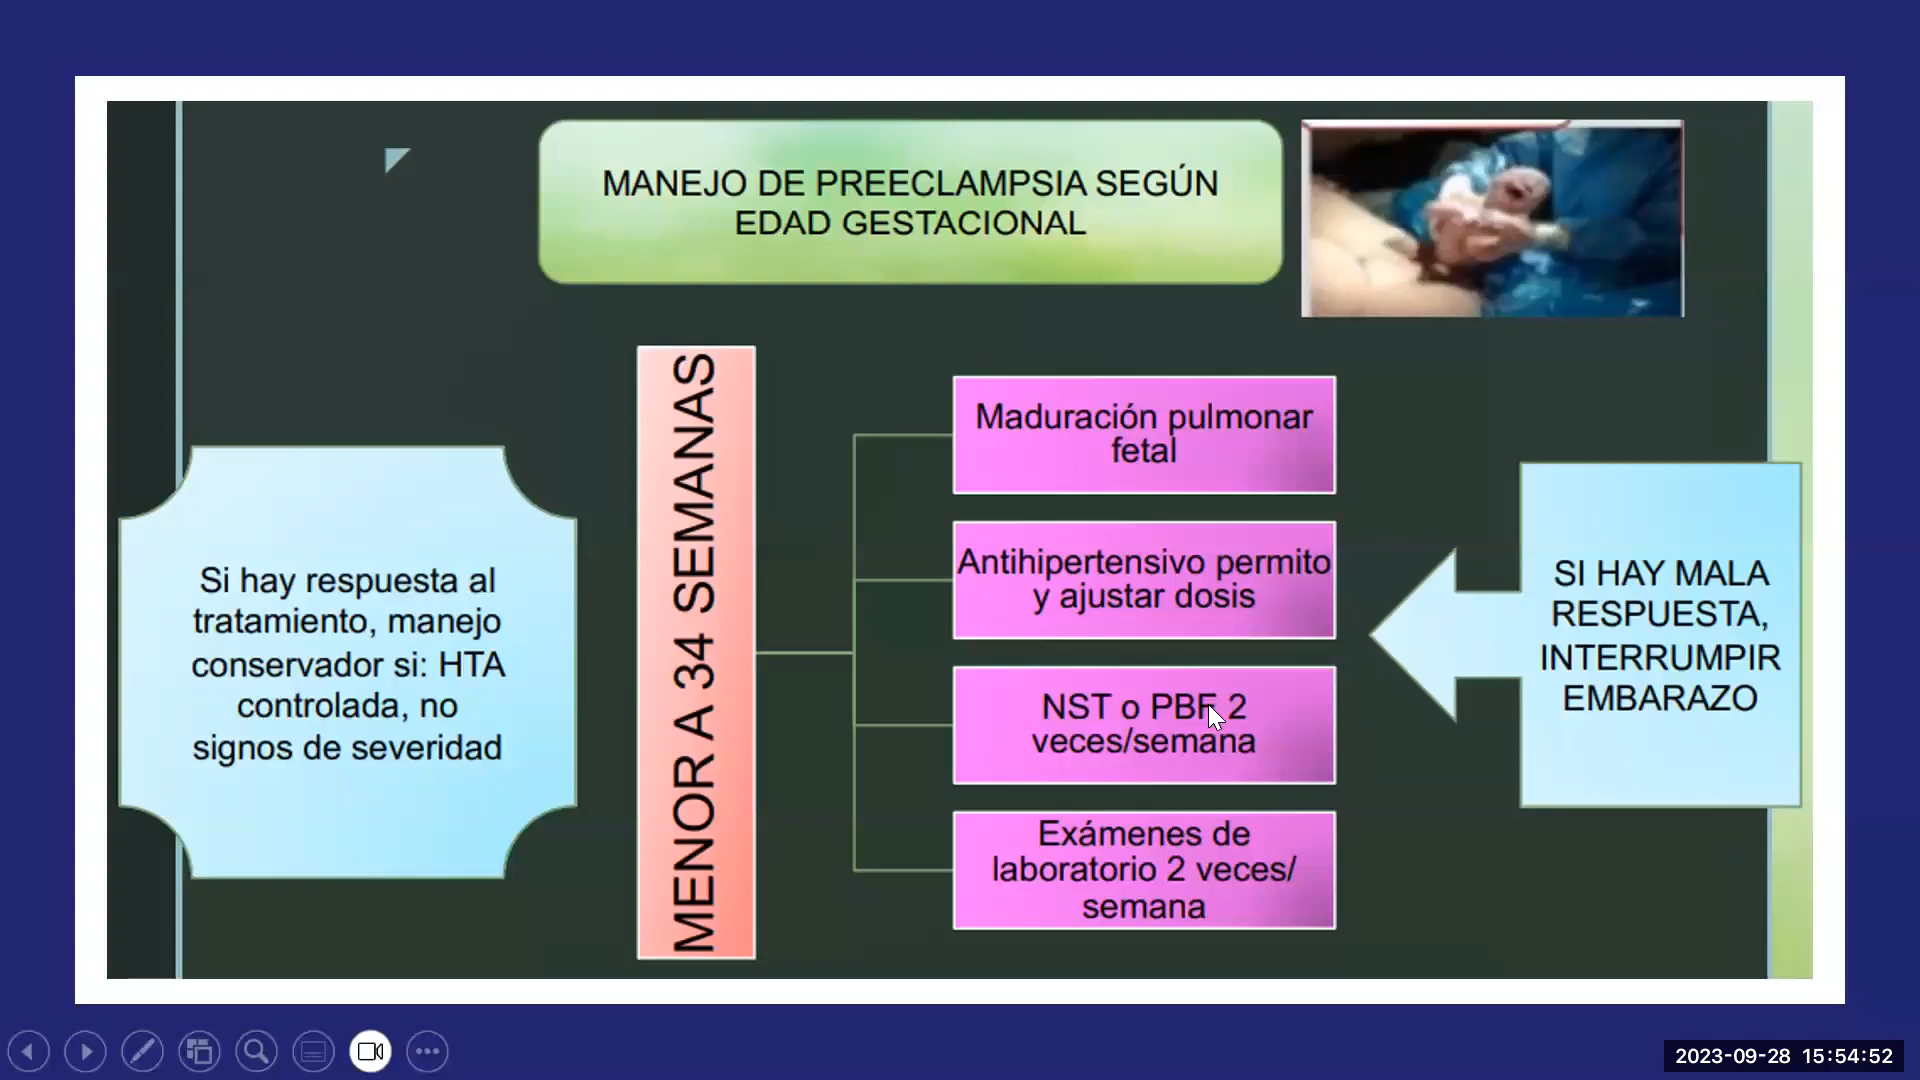 MANEJO DE PREECLAMPSIA SEGÚN
EDAD GESTACIONAL
Si hay respuesta al
tratamiento, manejo
conservador si: HTA
controlada, no
signos de severidad
MENOR A 34 SEMANAS
Maduración pulmonar
fetal
Antihipertensivo permito
y ajustar dosis
NST o PBF 2
veces/semana
Exámenes de
laboratorio 2 veces/
semana
SI HAY MALA
RESPUESTA,
INTERRUMPIR
EMBARAZO
2023-09-28 15:54:52